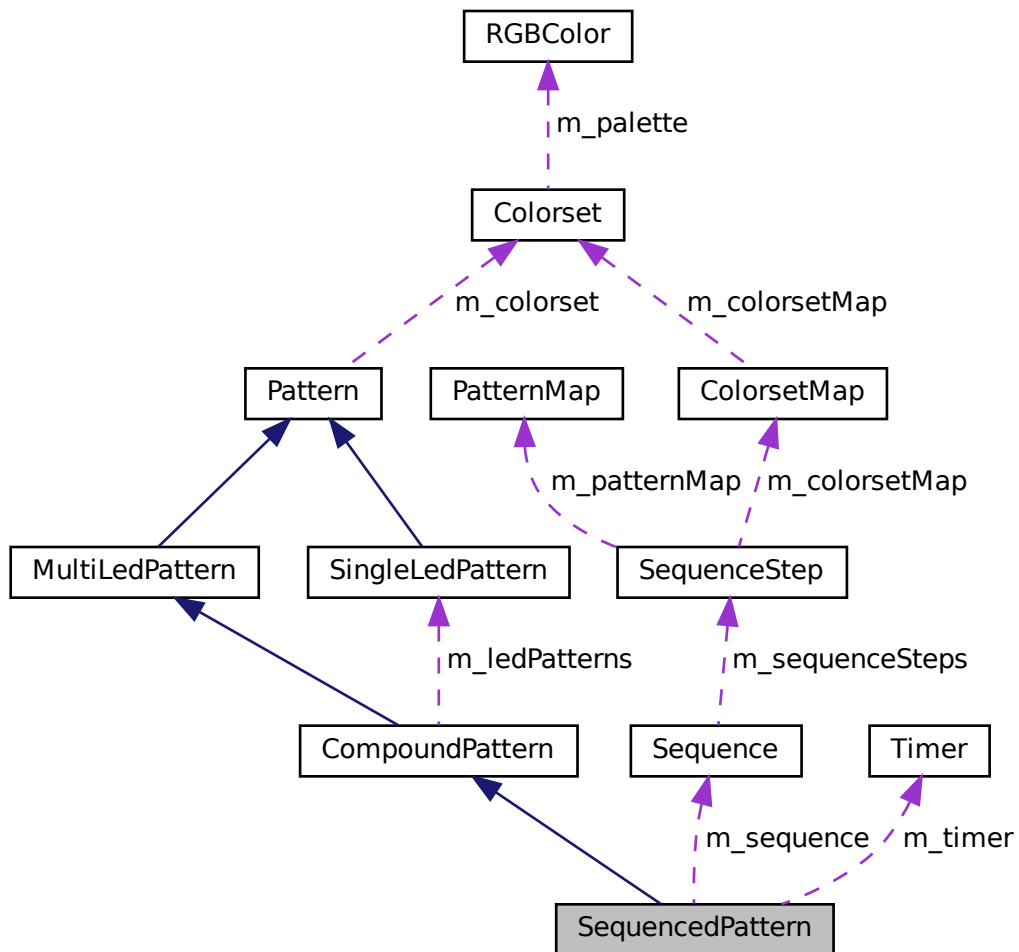 RGBColor
m_palette
Colorset
m_colorset
m_colorsetMap
Pattern
PatternMap
ColorsetMap
m_patternMap
m_colorsetMap
MultiLedPattern
SingleLedPattern
SequenceStep
m_ledPatterns
m_sequenceSteps
CompoundPattern
Sequence
Timer
m_sequence
m_timer
SequencedPattern